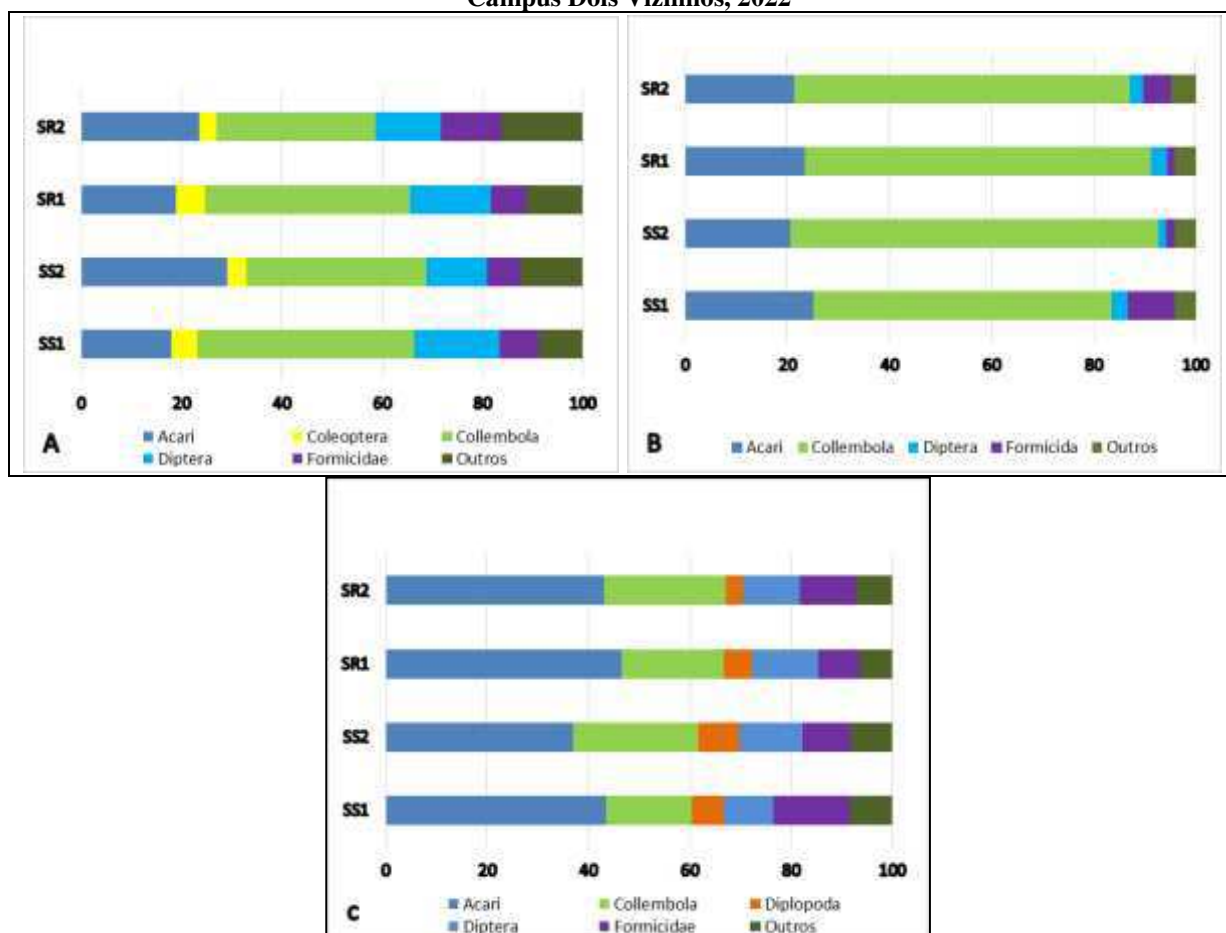 Campus Dois Vizinhos, 2022
SR2
SR1
SS2
SS1
0 20 40 60 80 100
A
Acari Coleoptera Collembola
Diptera Formicidae Outros
SR2
SR1
SS2
SS1
0 20 40 60 80 100
B
Acari Collembola Diptera Formicida Outros
SR2
SR1
SS2
SS1
0 20 40 60 80 100
C
Acari Collembola Diplopoda
Diptera Formicidae Outros